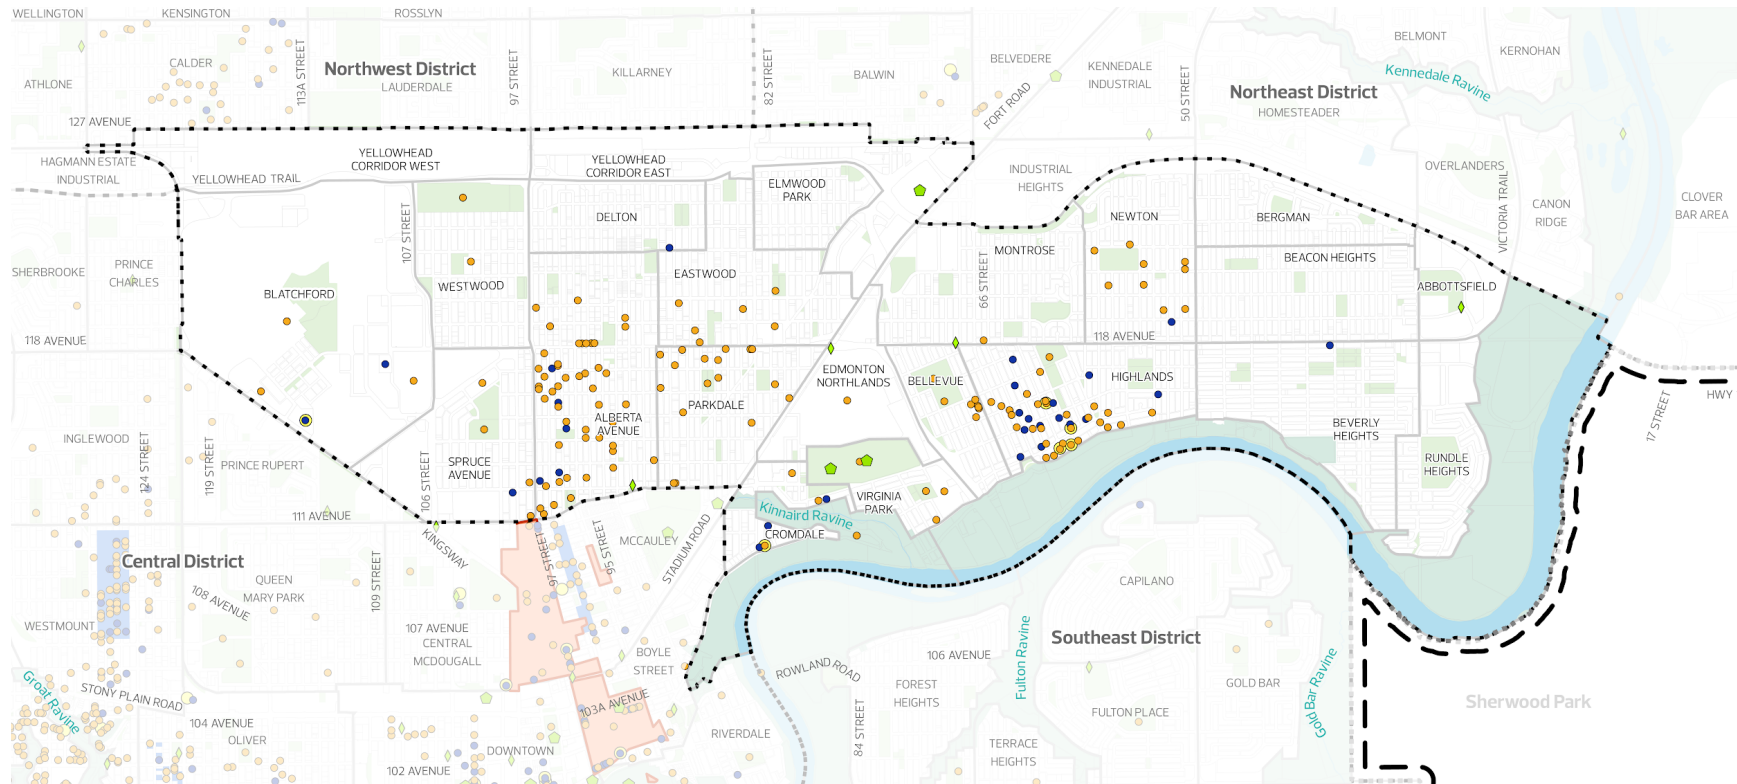 WELLINGTON
KENSINGTON
ROSSLYN
113A STREET
97 STREET
82 STREET
CALDER
Northwest District
LAUDERDALE
KILLARNEY
BALWIN
BELVEDERE
KENNEDALE
INDUSTRIAL
50 STREET
BELMONT
KERNOHAN
Kennedale Ravine
Northeast District
HOMESTEADER
ATHLONE
127 AVENUE
FORT ROAD
HAGMANN ESTATE
INDUSTRIAL
YELLOWHEAD
CORRIDOR WEST
YELLOWHEAD
CORRIDOR EAST
YELLOWHEAD TRAIL
ELMWOOD
PARK
INDUSTRIAL
HEIGHTS
OVERLANDERS
VICTORIA TRAIL
CANON
RIDGE
CLOVER
BAR AREA
107 STREET
DELTON
NEWTON
BERGMAN
MONTROSE
BEACON HEIGHTS
SHERBROOKE
PRINCE
CHARLES
BLATCHFORD
WESTWOOD
EASTWOOD
66 STREET
ABBOTTSFIELD
118 AVENUE
118 AVENUE
EDMONTON
NORTHLANDS
BELLEVUE
HIGHLANDS
HWY
17 STREET
PARKDALE
ALBERTA
AVENUE
BEVERLY
HEIGHTS
INGLEWOOD
124 STREET
119 STREET
PRINCE RUPERT
106 STREET
SPRUCE
AVENUE
RUNDLE
HEIGHTS
VIRGINIA
PARK
111 AVENUE
KINGSWAY
Kinnaird Ravine
CROMDALE
Central District
97 STREET
95 STREET
MCCAULEY
STADIUM ROAD
QUEEN
MARY PARK
108 AVENUE
109 STREET
CAPILANO
WESTMOUNT
107 AVENUE
CENTRAL
MCDOUGALL
BOYLE
STREET
Southeast District
106 AVENUE
Fulton Ravine
ROWLAND ROAD
FOREST
HEIGHTS
GOLD BAR
Gold Bar Ravine
Sherwood Park
Groat Ravine
STONY PLAIN ROAD
103A AVENUE
104 AVENUE
OLIVER
RIVERDALE
84 STREET
FULTON PLACE
DOWNTOWN
102 AVENUE
TERRACE
HEIGHTS